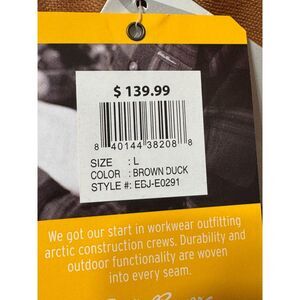 $ 139.99
8 40144 38208 8
SIZE : L
COLOR : BROWN DUCK
STYLE #: EBJ-E0291
We got our start in workwear outfitting
arctic construction crews. Durability and
outdoor functionality are woven
into every seam.